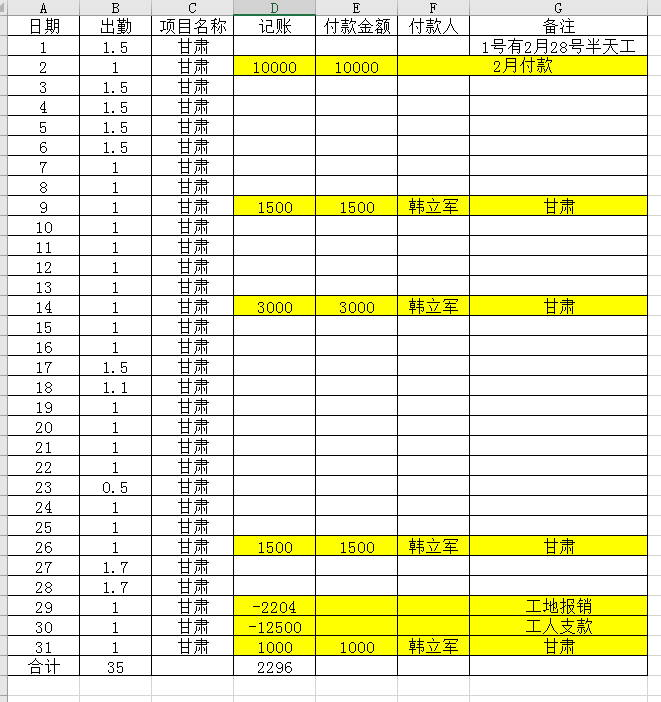 A B C D E F G
日期 出勤 项目名称 记账 付款金额 付款人 备注
1 1.5 甘肃 1号有2月28号半天工
2 1 甘肃 10000 10000 2月付款
3 1.5 甘肃
4 1.5 甘肃
5 1.5 甘肃
6 1.5 甘肃
7 1 甘肃
8 1 甘肃
9 1 甘肃 1500 1500 韩立军 甘肃
10 1 甘肃
11 1 甘肃
12 1 甘肃
13 1 甘肃
14 1 甘肃 3000 3000 韩立军 甘肃
15 1 甘肃
16 1 甘肃
17 1.5 甘肃
18 1.1 甘肃
19 1 甘肃
20 1 甘肃
21 1 甘肃
22 1 甘肃
23 0.5 甘肃
24 1 甘肃
25 1 甘肃
26 1 甘肃 1500 1500 韩立军 甘肃
27 1.7 甘肃
28 1.7 甘肃
29 1 甘肃 -2204 工地报销
30 1 甘肃 -12500 工人支款
31 1 甘肃 1000 1000 韩立军 甘肃
合计 35 2296